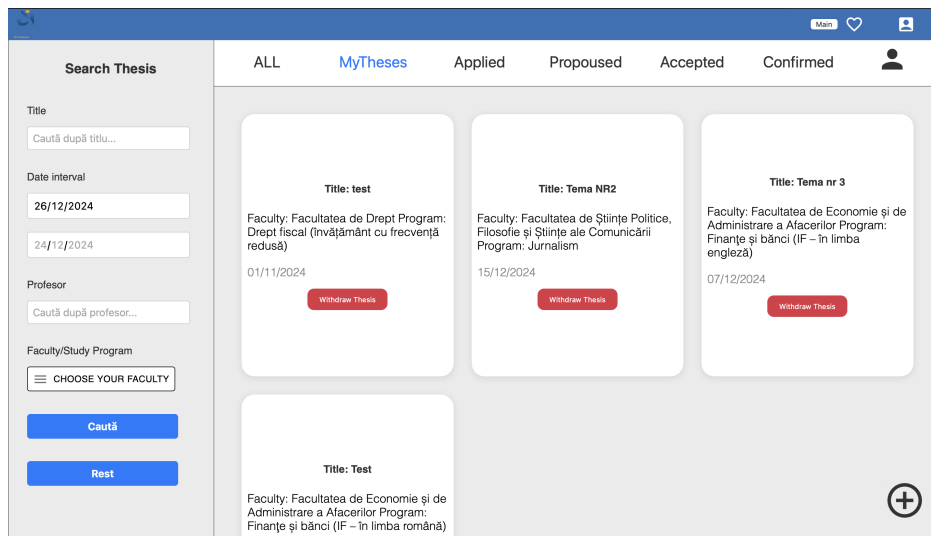 Main
Search Thesis
ALL MyTheses Applied Propoused Accepted Confirmed
Title
Caută după titlu...
Date interval
26/12/2024
24/12/2024
Profesor
Caută după profesor...
Faculty/Study Program
CHOOSE YOUR FACULTY
Caută
Rest
Title: test
Faculty: Facultatea de Drept Program:
Drept fiscal (învățământ cu frecvență
redusă)
01/11/2024
Withdraw Thesis
Title: Tema NR2
Faculty: Facultatea de Științe Politice,
Filosofie și Științe ale Comunicării
Program: Jurnalism
15/12/2024
Withdraw Thesis
Title: Tema nr 3
Faculty: Facultatea de Economie și de
Administrare a Afacerilor Program:
Finanțe și bănci (IF – în limba
engleză)
07/12/2024
Withdraw Thesis
Title: Test
Faculty: Facultatea de Economie și de
Administrare a Afacerilor Program:
Finanțe și bănci (IF – în limba română)